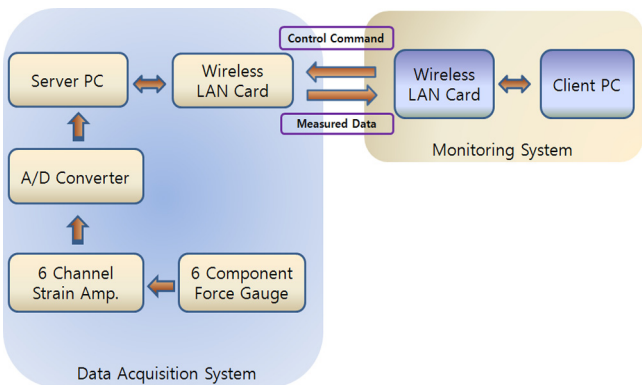 Control Command
Server PC
Wireless
LAN Card
Wireless
LAN Card
Client PC
Measured Data
Monitoring System
A/D Converter
6 Channel
Strain Amp.
6 Component
Force Gauge
Data Acquisition System